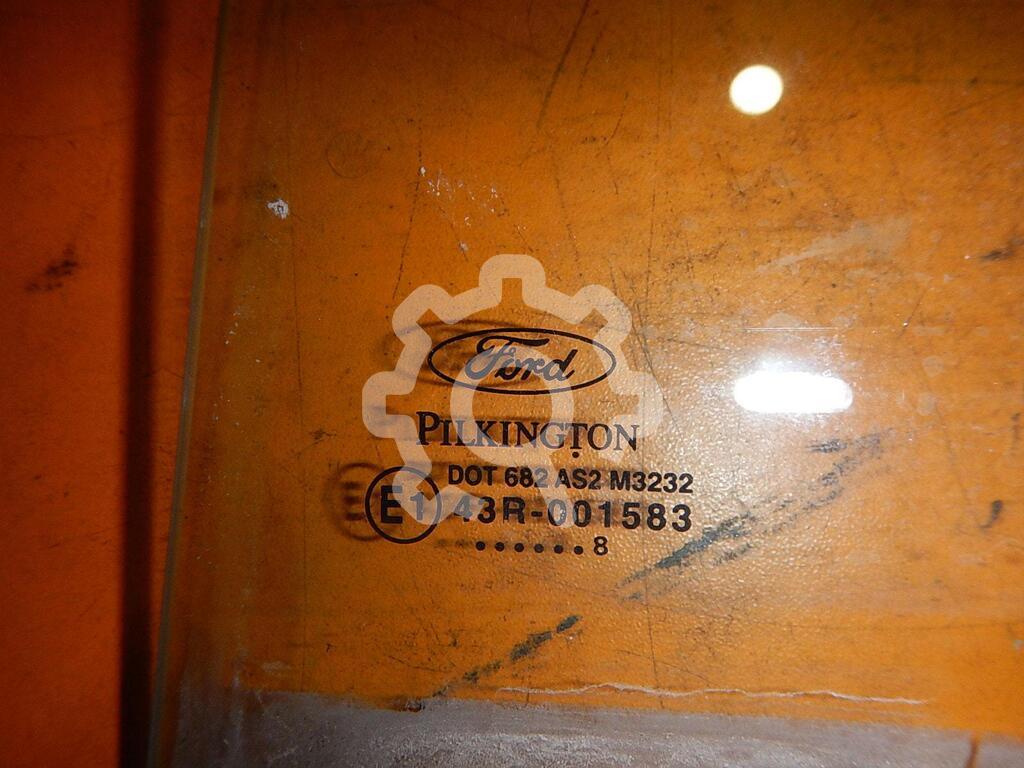 Ford
PILKINGTON
DOT 682 AS2 M3232
E1 43R-001583
......8